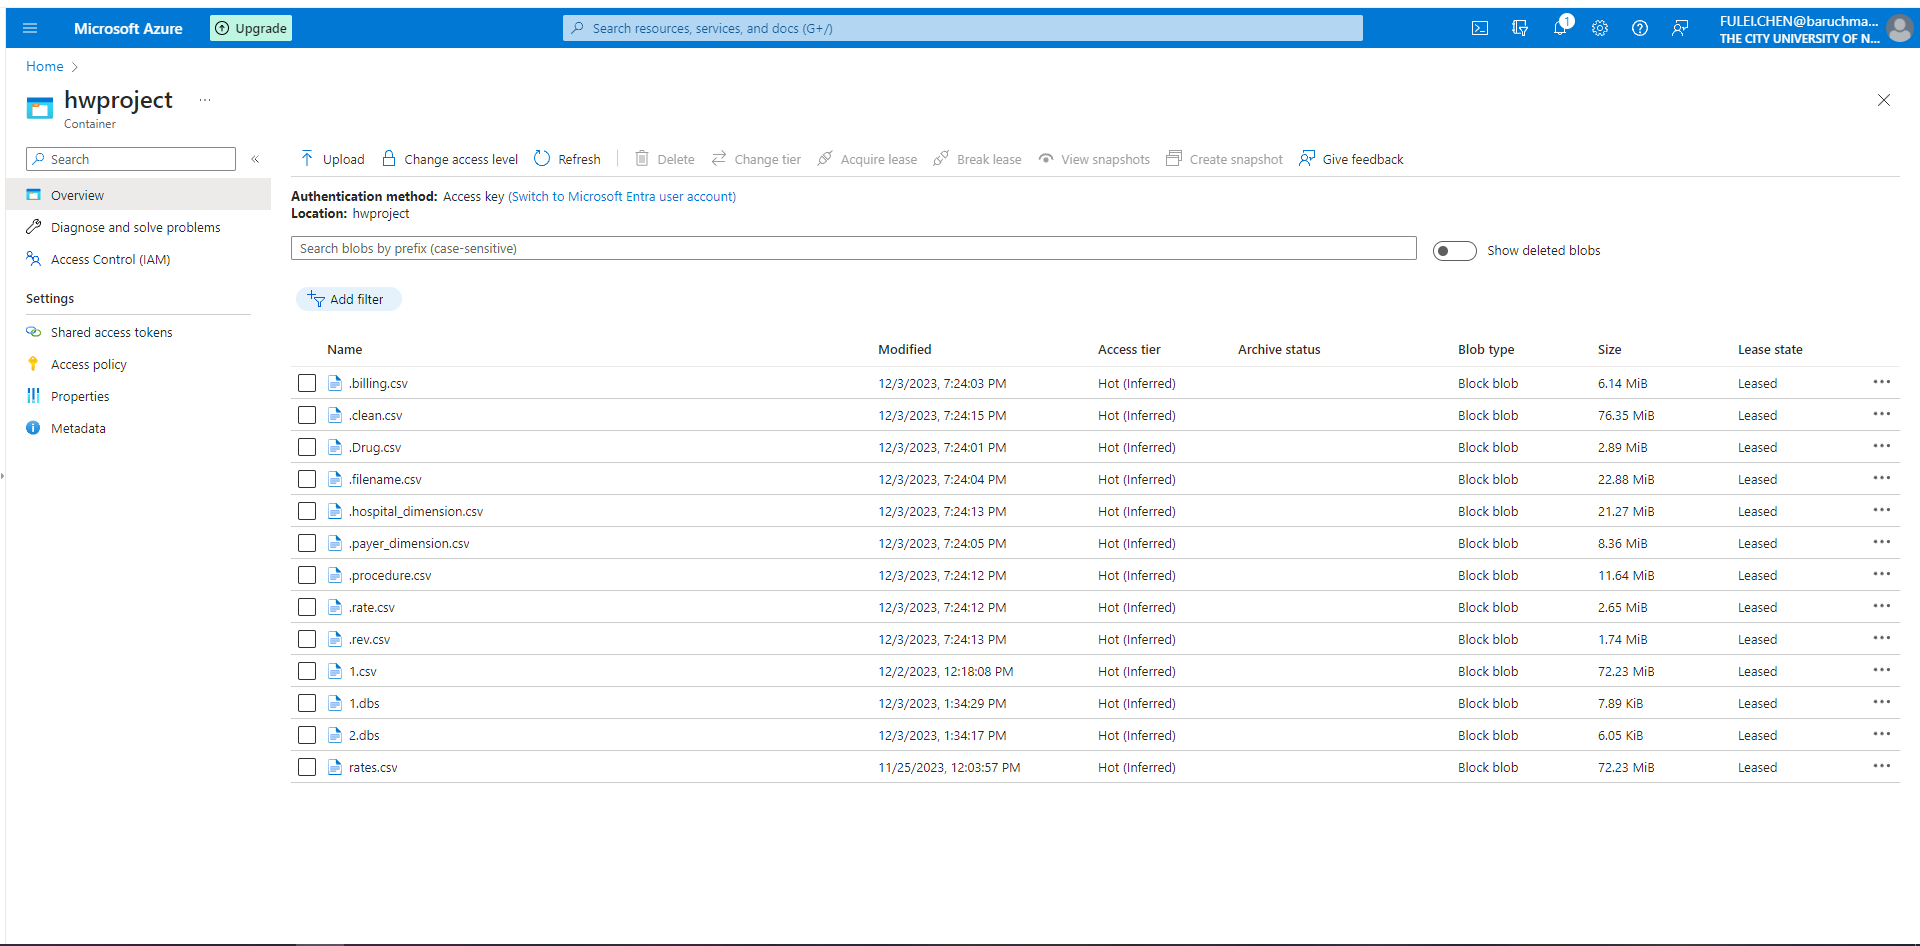 Microsoft Azure
Upgrade
Search resources, services, and docs (G+/)
1
FULEI.CHEN@baruchma...
THE CITY UNIVERSITY OF N...
Home
hwproject
Container
Search
Overview
Diagnose and solve problems
Access Control (IAM)
Settings
Shared access tokens
Access policy
Properties
Metadata
Upload Change access level Refresh Delete Change tier Acquire lease Break lease View snapshots Create snapshot Give feedback
Authentication method: Access key (Switch to Microsoft Entra user account)
Location: hwproject
Search blobs by prefix (case-sensitive)
Show deleted blobs
Add filter
Name Modified Access tier Archive status Blob type Size Lease state
.billing.csv 12/3/2023, 7:24:03 PM Hot (Inferred) Block blob 6.14 MiB Leased
.clean.csv 12/3/2023, 7:24:15 PM Hot (Inferred) Block blob 76.35 MiB Leased
.Drug.csv 12/3/2023, 7:24:01 PM Hot (Inferred) Block blob 2.89 MiB Leased
.filename.csv 12/3/2023, 7:24:04 PM Hot (Inferred) Block blob 22.88 MiB Leased
.hospital_dimension.csv 12/3/2023, 7:24:13 PM Hot (Inferred) Block blob 21.27 MiB Leased
.payer_dimension.csv 12/3/2023, 7:24:05 PM Hot (Inferred) Block blob 8.36 MiB Leased
.procedure.csv 12/3/2023, 7:24:12 PM Hot (Inferred) Block blob 11.64 MiB Leased
.rate.csv 12/3/2023, 7:24:12 PM Hot (Inferred) Block blob 2.65 MiB Leased
.rev.csv 12/3/2023, 7:24:13 PM Hot (Inferred) Block blob 1.74 MiB Leased
1.csv 12/2/2023, 12:18:08 PM Hot (Inferred) Block blob 72.23 MiB Leased
1.dbs 12/3/2023, 1:34:29 PM Hot (Inferred) Block blob 7.89 KiB Leased
2.dbs 12/3/2023, 1:34:17 PM Hot (Inferred) Block blob 6.05 KiB Leased
rates.csv 11/25/2023, 12:03:57 PM Hot (Inferred) Block blob 72.23 MiB Leased